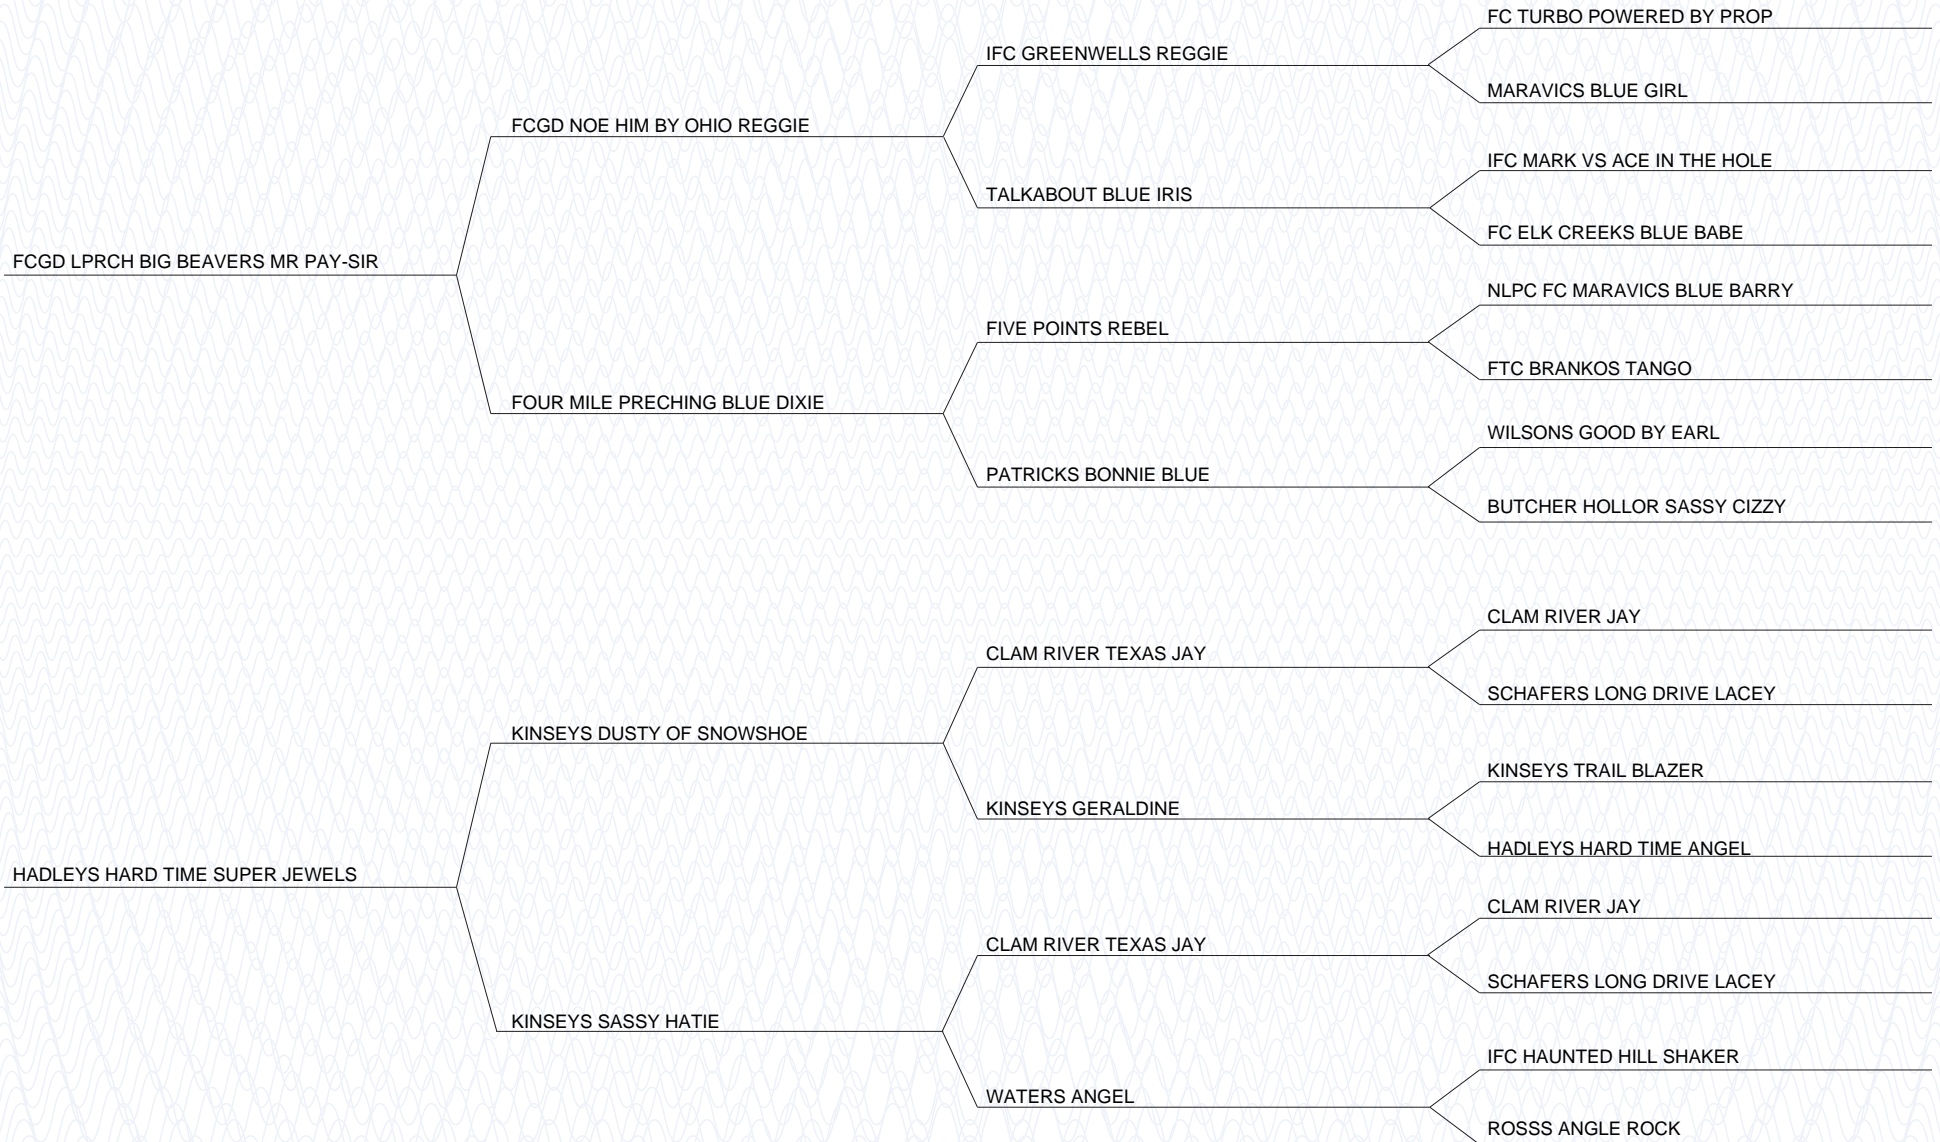 FC TURBO POWERED BY PROP
IFC GREENWELLS REGGIE
MARAVICS BLUE GIRL
FCGD NOE HIM BY OHIO REGGIE
IFC MARK VS ACE IN THE HOLE
TALKABOUT BLUE IRIS
FC ELK CREEKS BLUE BABE
FCGD LPRCH BIG BEAVERS MR PAY-SIR
NLPC FC MARAVICS BLUE BARRY
FIVE POINTS REBEL
FTC BRANKOS TANGO
FOUR MILE PRECHING BLUE DIXIE
WILSONS GOOD BY EARL
PATRICKS BONNIE BLUE
BUTCHER HOLLOR SASSY CIZZY
CLAM RIVER JAY
CLAM RIVER TEXAS JAY
SCHAFERS LONG DRIVE LACEY
KINSEYS DUSTY OF SNOWSHOE
KINSEYS TRAIL BLAZER
KINSEYS GERALDINE
HADLEYS HARD TIME ANGEL
HADLEYS HARD TIME SUPER JEWELS
CLAM RIVER JAY
CLAM RIVER TEXAS JAY
SCHAFERS LONG DRIVE LACEY
KINSEYS SASSY HATIE
IFC HAUNTED HILL SHAKER
WATERS ANGEL
ROSSS ANGLE ROCK